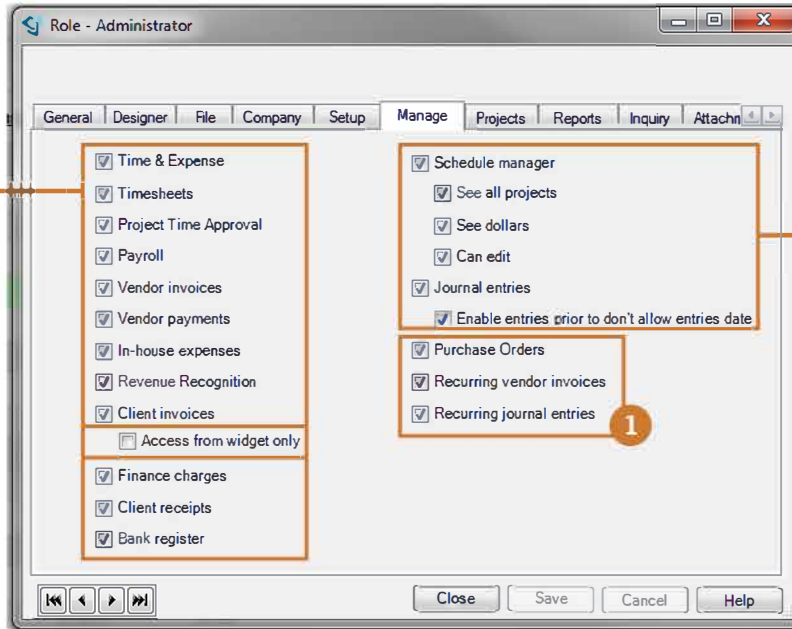 Role - Administrator
General Designer File Company Setup Manage Projects Reports Inquiry Attachn
Time & Expense
Timesheets
Project Time Approval
Payroll
Vendor invoices
Vendor payments
In-house expenses
Revenue Recognition
Client invoices
Access from widget only
Finance charges
Client receipts
Bank register
Schedule manager
See all projects
See dollars
Can edit
Journal entries
Enable entries prior to don't allow entries date
Purchase Orders
Recurring vendor invoices
Recurring journal entries
1
Close Save Cancel Help